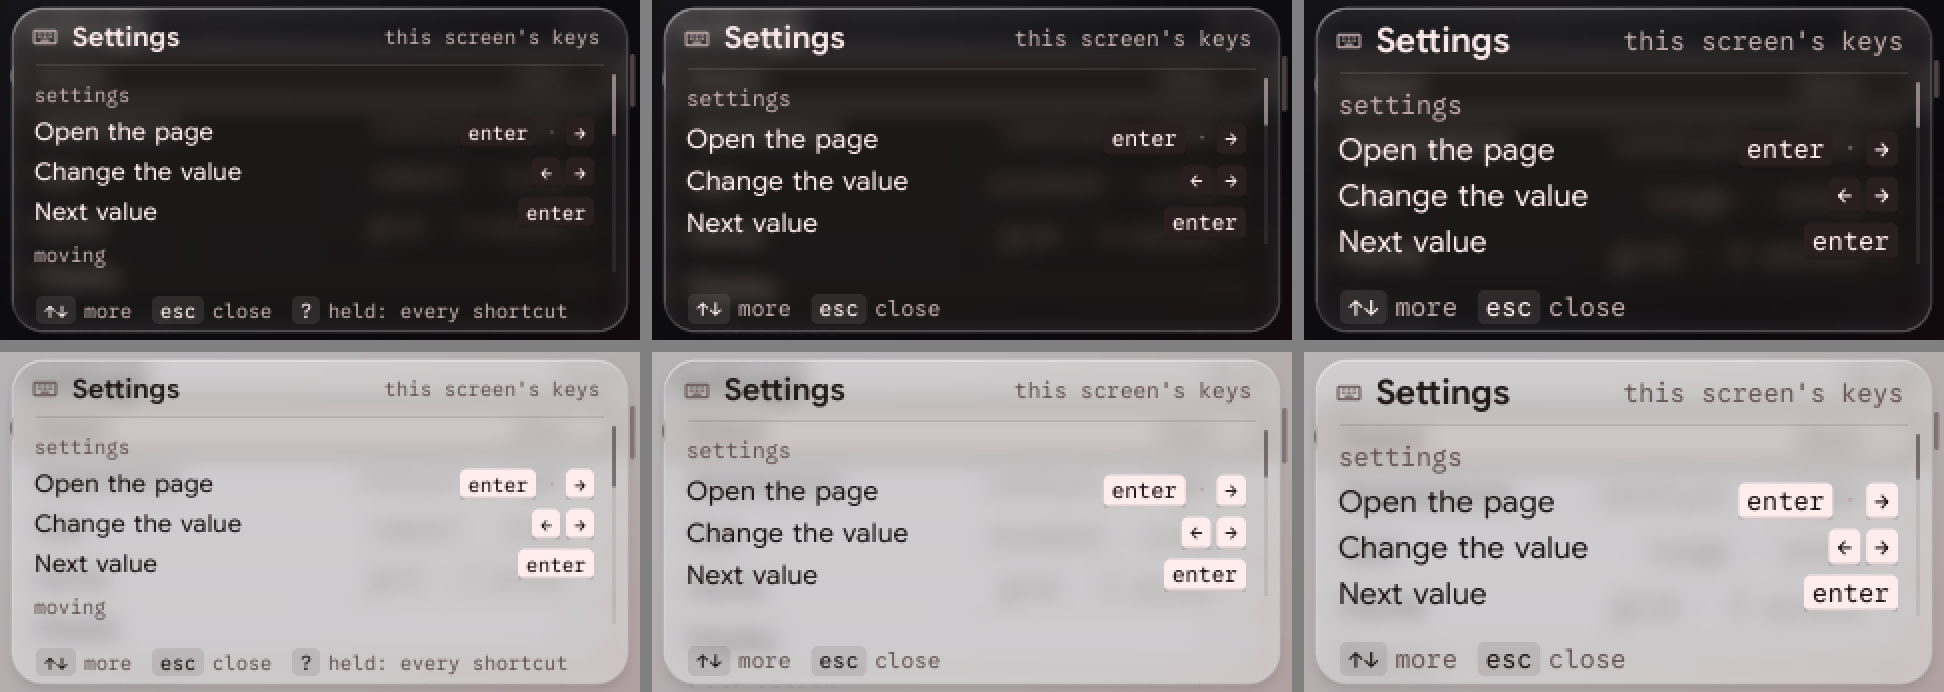 Settings this screen's keys
settings
Open the page enter · →
Change the value ← →
Next value enter
moving
↑↓ more esc close ? held: every shortcut
Settings this screen's keys
settings
Open the page enter · →
Change the value ← →
Next value enter
↑↓ more esc close
Settings this screen's keys
settings
Open the page enter · →
Change the value ← →
Next value enter
↑↓ more esc close
Settings this screen's keys
settings
Open the page enter · →
Change the value ← →
Next value enter
moving
↑↓ more esc close ? held: every shortcut
Settings this screen's keys
settings
Open the page enter · →
Change the value ← →
Next value enter
↑↓ more esc close
Settings this screen's keys
settings
Open the page enter · →
Change the value ← →
Next value enter
↑↓ more esc close